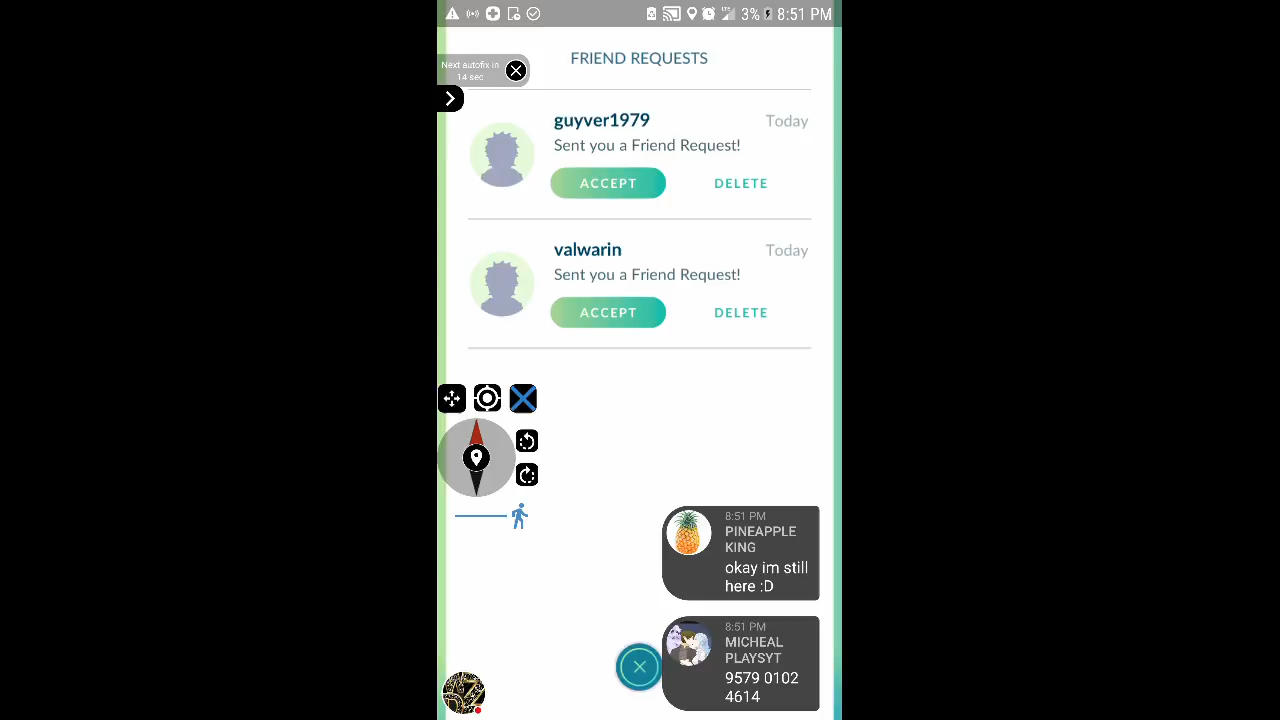 3% 8:51 PM
FRIEND REQUESTS
Next autofix in
14 sec
guyver1979
Today
Sent you a Friend Request!
ACCEPT
DELETE
valwarin
Today
Sent you a Friend Request!
ACCEPT
DELETE
8:51 PM
PINEAPPLE
KING
okay im still
here :D
8:51 PM
MICHEAL
PLAYSYT
9579 0102
4614